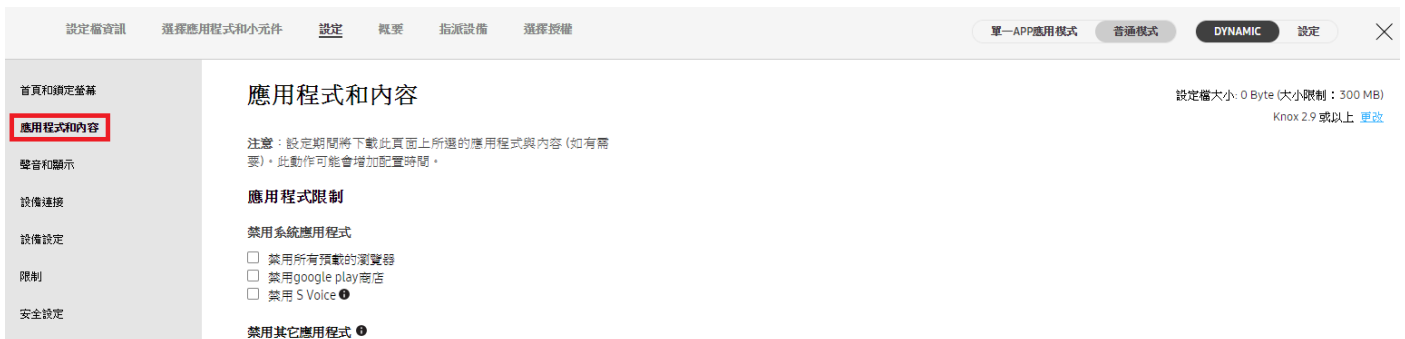 設定檔資訊 選擇應用程式和小元件 設定 概要 指派設備 選擇授權 單一APP應用模式 普通模式 DYNAMIC 設定
首頁和鎖定螢幕
應用程式和內容
聲音和顯示
設備連接
設備設定
限制
安全設定
應用程式和內容
設定檔大小: 0 Byte (大小限制：300 MB)
Knox 2.9 或以上 更改
注意：設定期間將下載此頁面上所選的應用程式與內容 (如有需
要)。此動作可能會增加配置時間。
應用程式限制
禁用系統應用程式
禁用所有預載的瀏覽器
禁用google play商店
禁用 S Voice
禁用其它應用程式